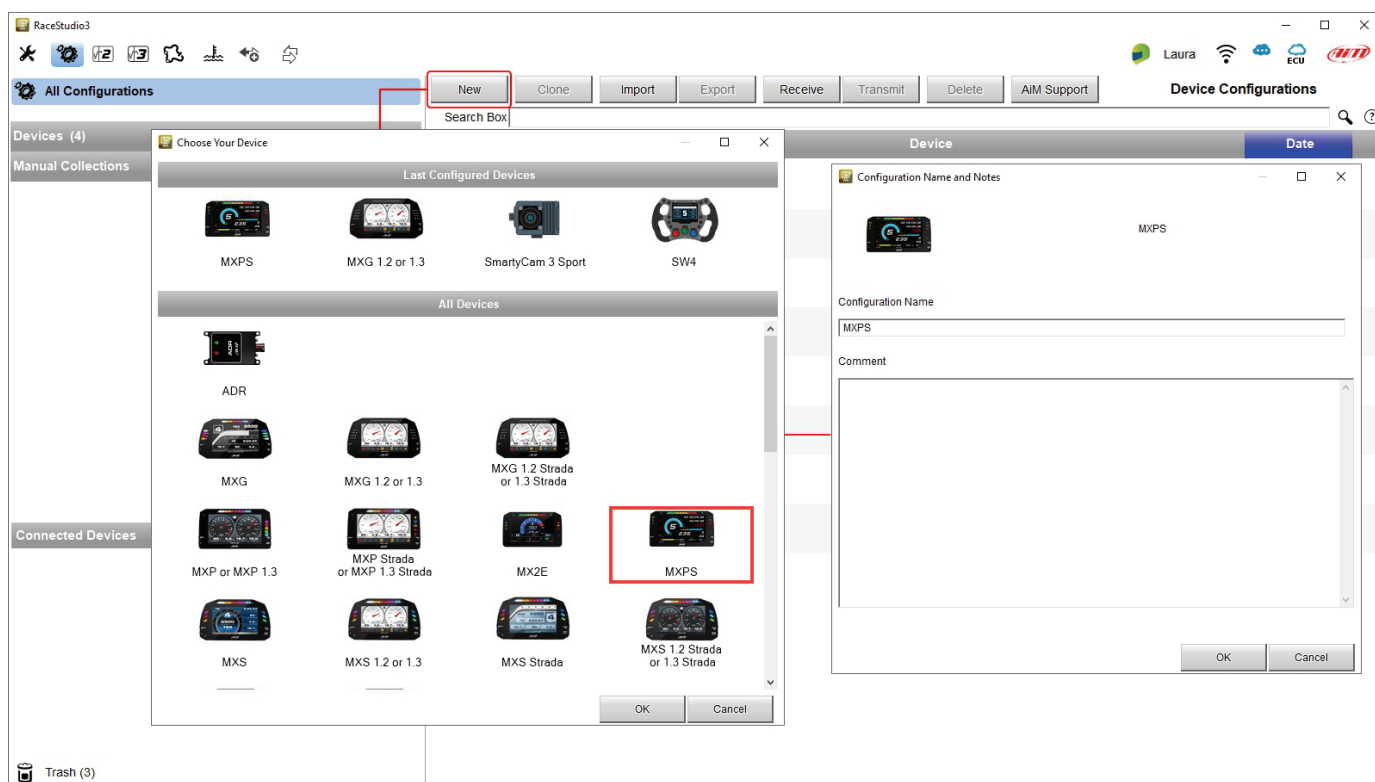 RaceStudio3
Laura
ECU
AiM
All Configurations
New
Clone
Import
Export
Receive
Transmit
Delete
AiM Support
Device Configurations
Search Box
Devices (4)
Manual Collections
Device
Date
Choose Your Device
Last Configured Devices
MXPS
MXG 1.2 or 1.3
SmartyCam 3 Sport
SW4
All Devices
ADR
ADR
MXG
MXG 1.2 or 1.3
MXG 1.2 Strada
or 1.3 Strada
MXP or MXP 1.3
MXP Strada
or MXP 1.3 Strada
MX2E
MXPS
MXS
MXS 1.2 or 1.3
MXS Strada
MXS 1.2 Strada
or 1.3 Strada
OK
Cancel
Configuration Name and Notes
MXPS
Configuration Name
MXPS
Comment
OK
Cancel
Connected Devices
Trash (3)